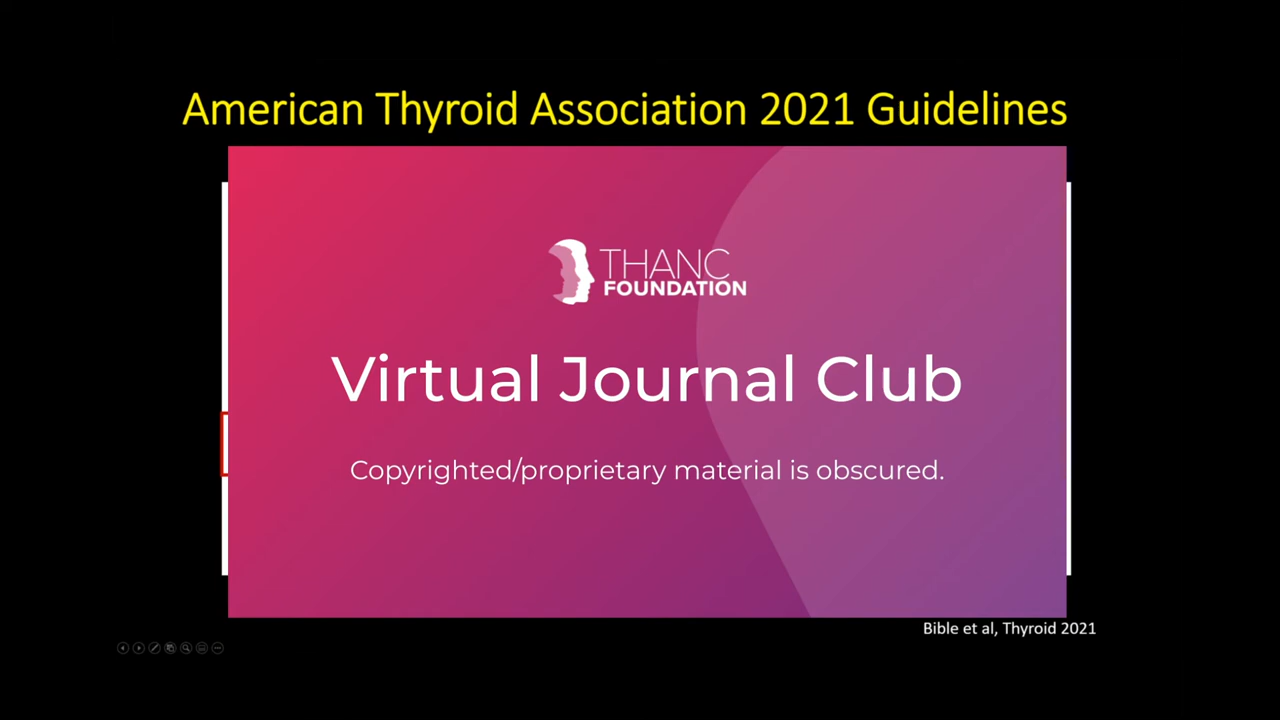 American Thyroid Association 2021 Guidelines
THANC
FOUNDATION
Virtual Journal Club
Copyrighted/proprietary material is obscured.
Bible et al, Thyroid 2021